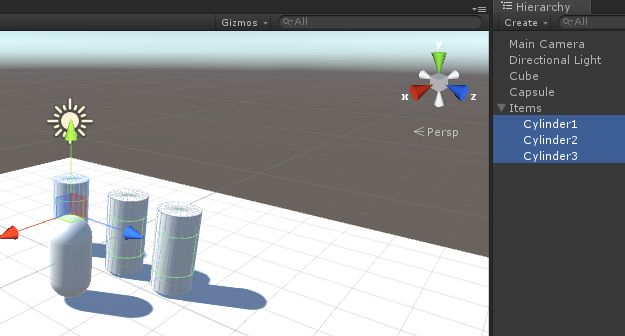 Hierarchy
Gizmos All
Create All
y
x z
Persp
Main Camera
Directional Light
Cube
Capsule
Items
Cylinder1
Cylinder2
Cylinder3